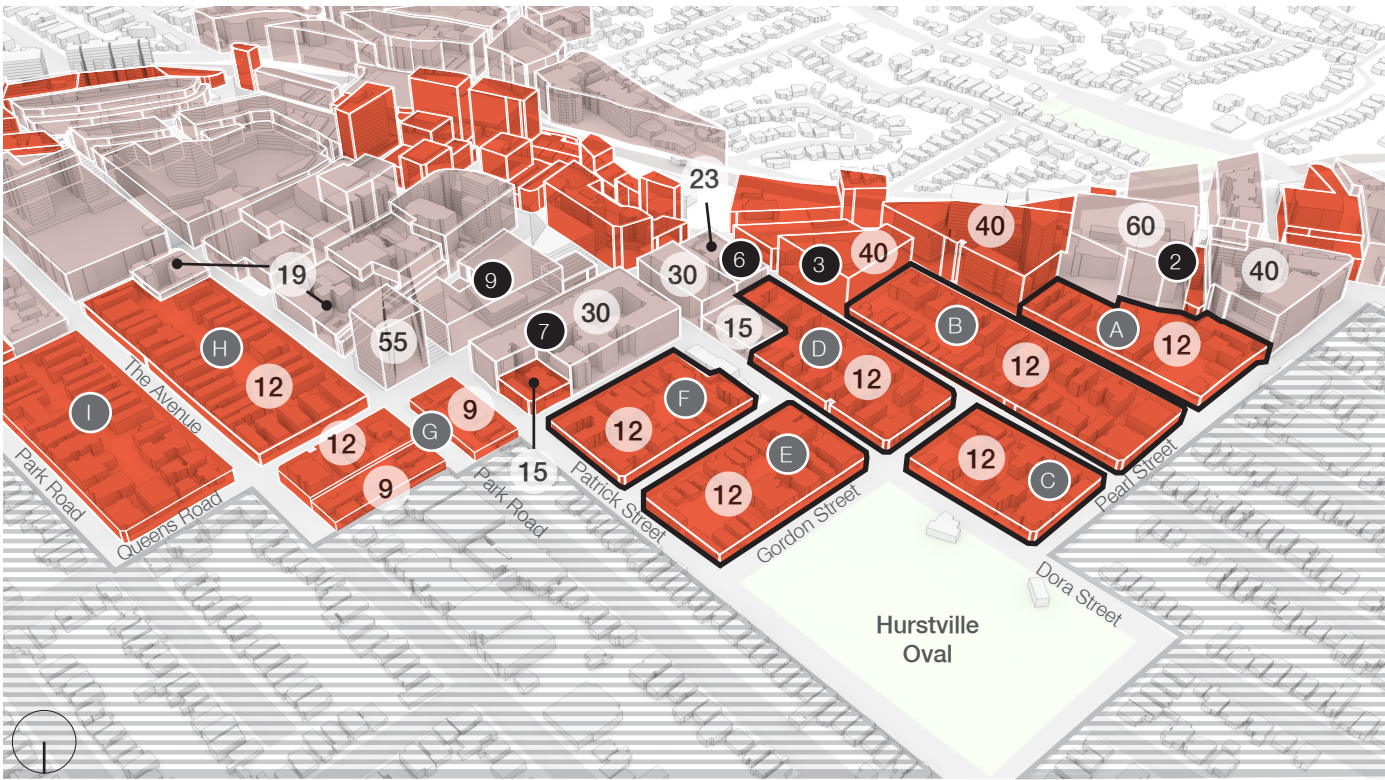 23
40
60
40
6
3
40
2
19
9
30
30
7
15
55
B
A
12
H
D
12
12
12
F
12
I
12
9
G
12
E
12
C
12
9
15
The Avenue
Park Road
Queens Road
Park Road
Patrick Street
Gordon Street
Pearl Street
Dora Street
Hurstville
Oval